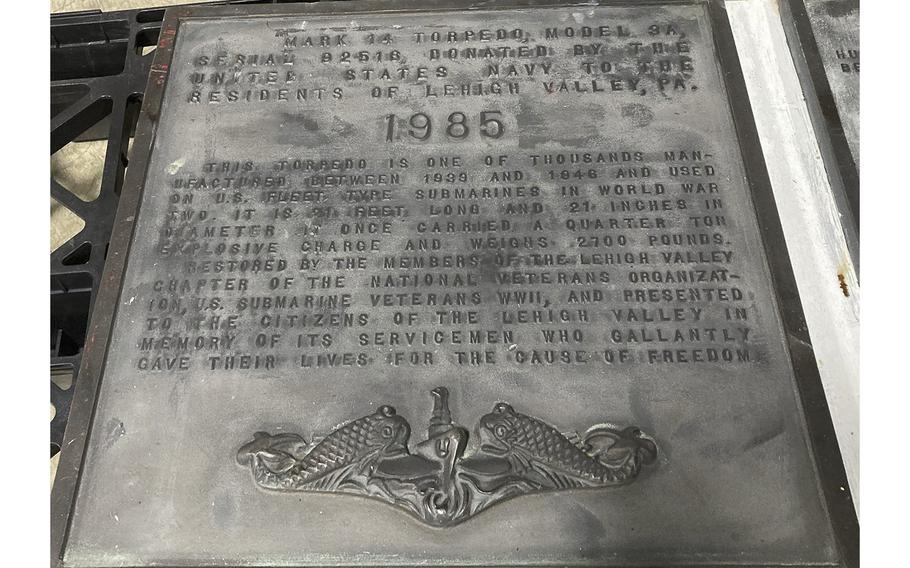 MARK 14 TORPEDO, MODEL 3A,
SERIAL 92516, DONATED BY THE
UNITED STATES NAVY TO THE
RESIDENTS OF LEHIGH VALLEY, PA.
1985
THIS TORPEDO IS ONE OF THOUSANDS MAN-
UFACTURED BETWEEN 1939 AND 1946 AND USED
ON U.S. FLEET TYPE SUBMARINES IN WORLD WAR
TWO. IT IS 21 FEET LONG AND 21 INCHES IN
DIAMETER IT ONCE CARRIED A QUARTER TON
EXPLOSIVE CHARGE AND WEIGHS 2700 POUNDS.
RESTORED BY THE MEMBERS OF THE LEHIGH VALLEY
CHAPTER OF THE NATIONAL VETERANS ORGANIZAT-
ION, U.S. SUBMARINE VETERANS WWII, AND PRESENTED
TO THE CITIZENS OF THE LEHIGH VALLEY IN
MEMORY OF ITS SERVICEMEN WHO GALLANTLY
GAVE THEIR LIVES FOR THE CAUSE OF FREEDOM